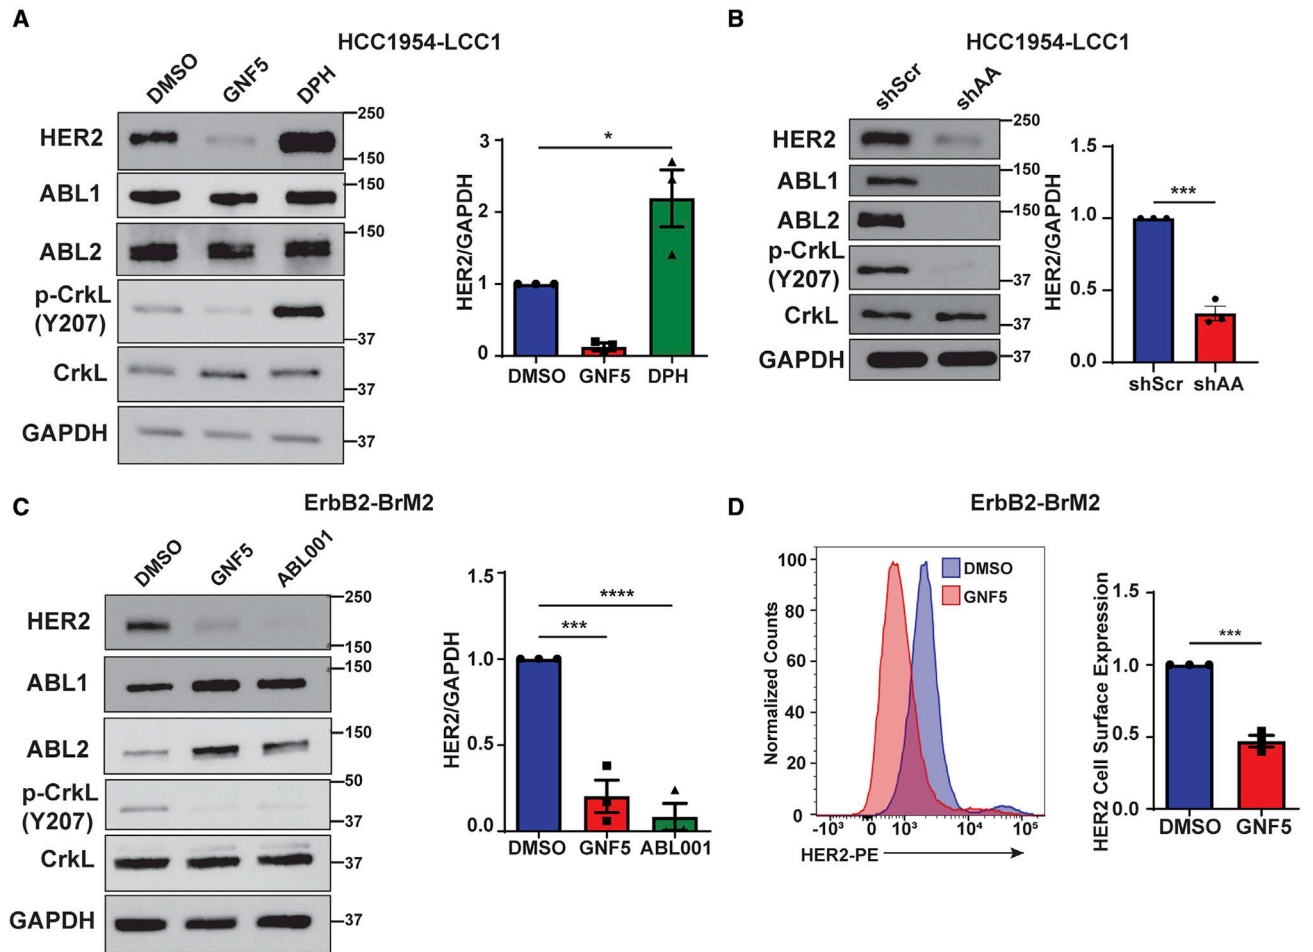 A
HCC1954-LCC1
DMSO
GNF5
DPH
HER2
250
150
ABL1
150
ABL2
150
p-CrkL
(Y207)
37
CrkL
37
GAPDH
37
HER2/GAPDH
3
2
1
0
*
DMSO GNF5 DPH
B
HCC1954-LCC1
shScr
shAA
HER2
250
ABL1
150
ABL2
150
p-CrkL
(Y207)
37
CrkL
37
GAPDH
37
HER2/GAPDH
1.5
1.0
0.5
0.0
***
shScr shAA
C
ErbB2-BrM2
DMSO
GNF5
ABL001
HER2
250
150
ABL1
150
ABL2
150
p-CrkL
(Y207)
50
37
CrkL
37
GAPDH
37
HER2/GAPDH
1.5
1.0
0.5
0.0
****
***
DMSO GNF5 ABL001
D
ErbB2-BrM2
Normalized Counts
100
80
60
40
20
0
DMSO
GNF5
-10³ 0 10³ 10⁴ 10⁵
HER2-PE
HER2 Cell Surface Expression
1.5
1.0
0.5
0.0
***
DMSO GNF5